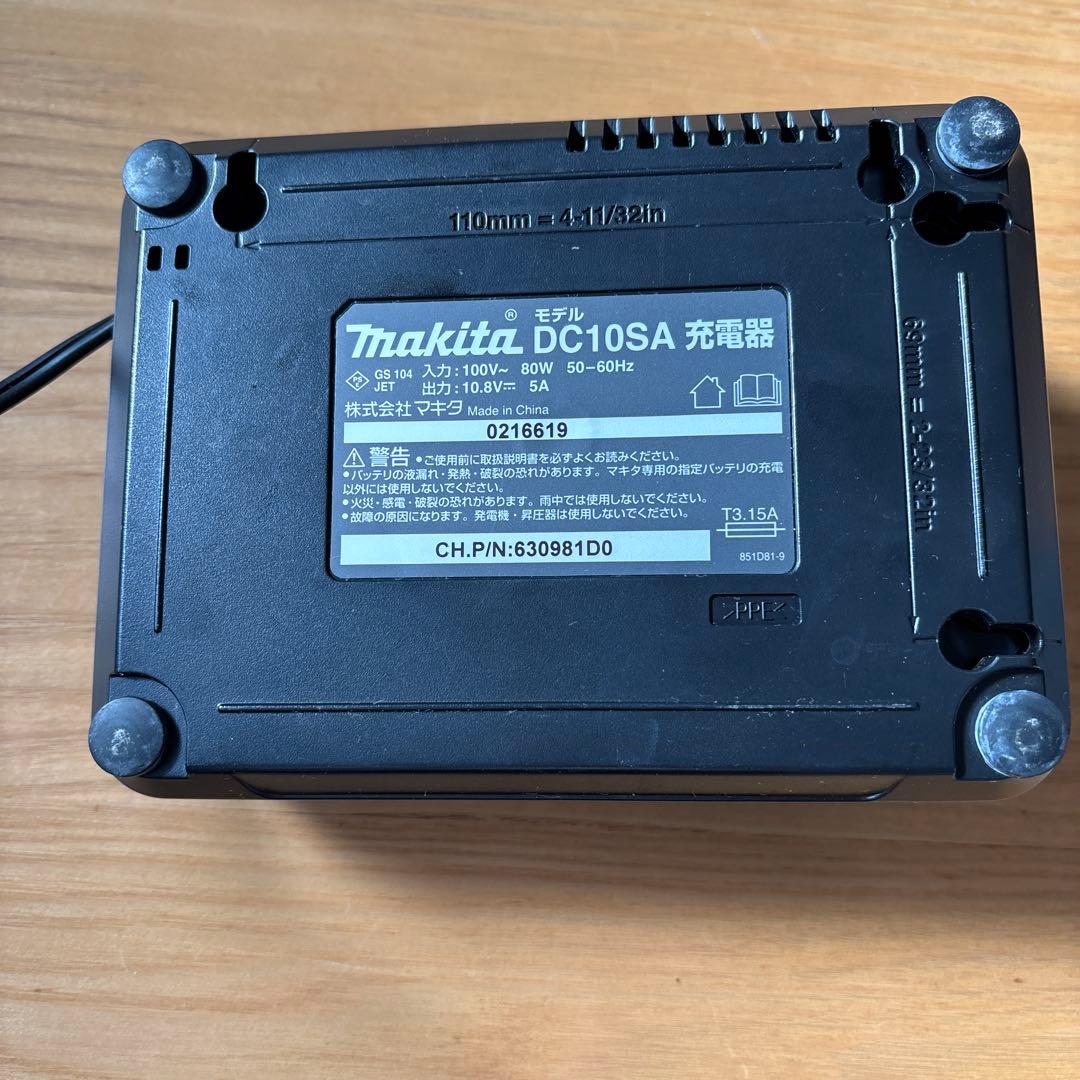 110mm = 4-11/32in
69mm = 2-23/32in
makita® モデル DC10SA 充電器
PSE GS 104 入力：100V~ 80W 50-60Hz
JET 出力：10.8V⎓ 5A
株式会社 マキタ Made in China
0216619
警告 ●ご使用前に取扱説明書を必ずよくお読みください。
●バッテリの液漏れ・発熱・破裂の恐れがあります。マキタ専用の指定バッテリの充電
以外には使用しないでください。
●火災・感電・破裂の恐れがあります。雨中では使用しないでください。
●故障の原因になります。発電機・昇圧器は使用しないでください。
T3.15A
CH.P/N:630981D0
851D81-9
>PPE<